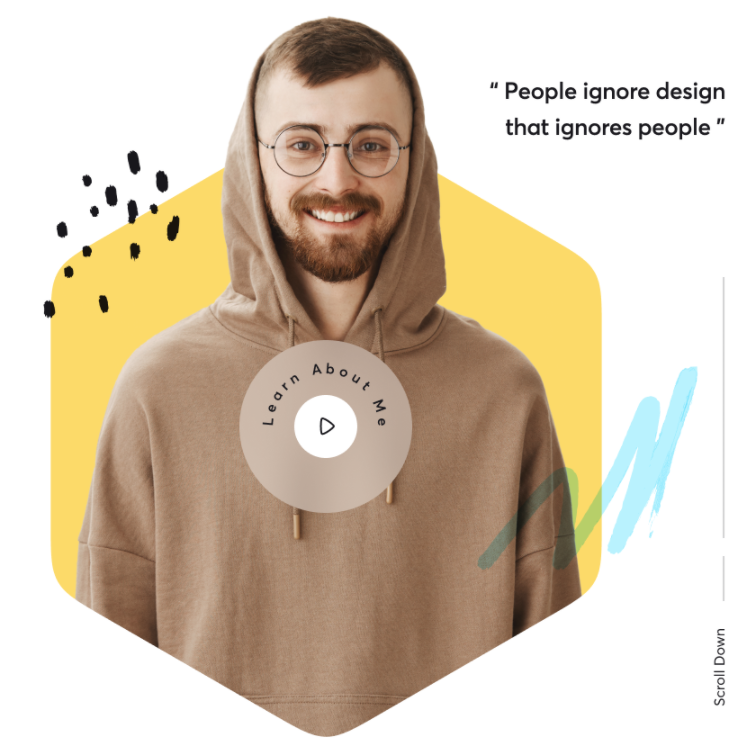 “ People ignore design
that ignores people ”
Learn About Me
Scroll Down